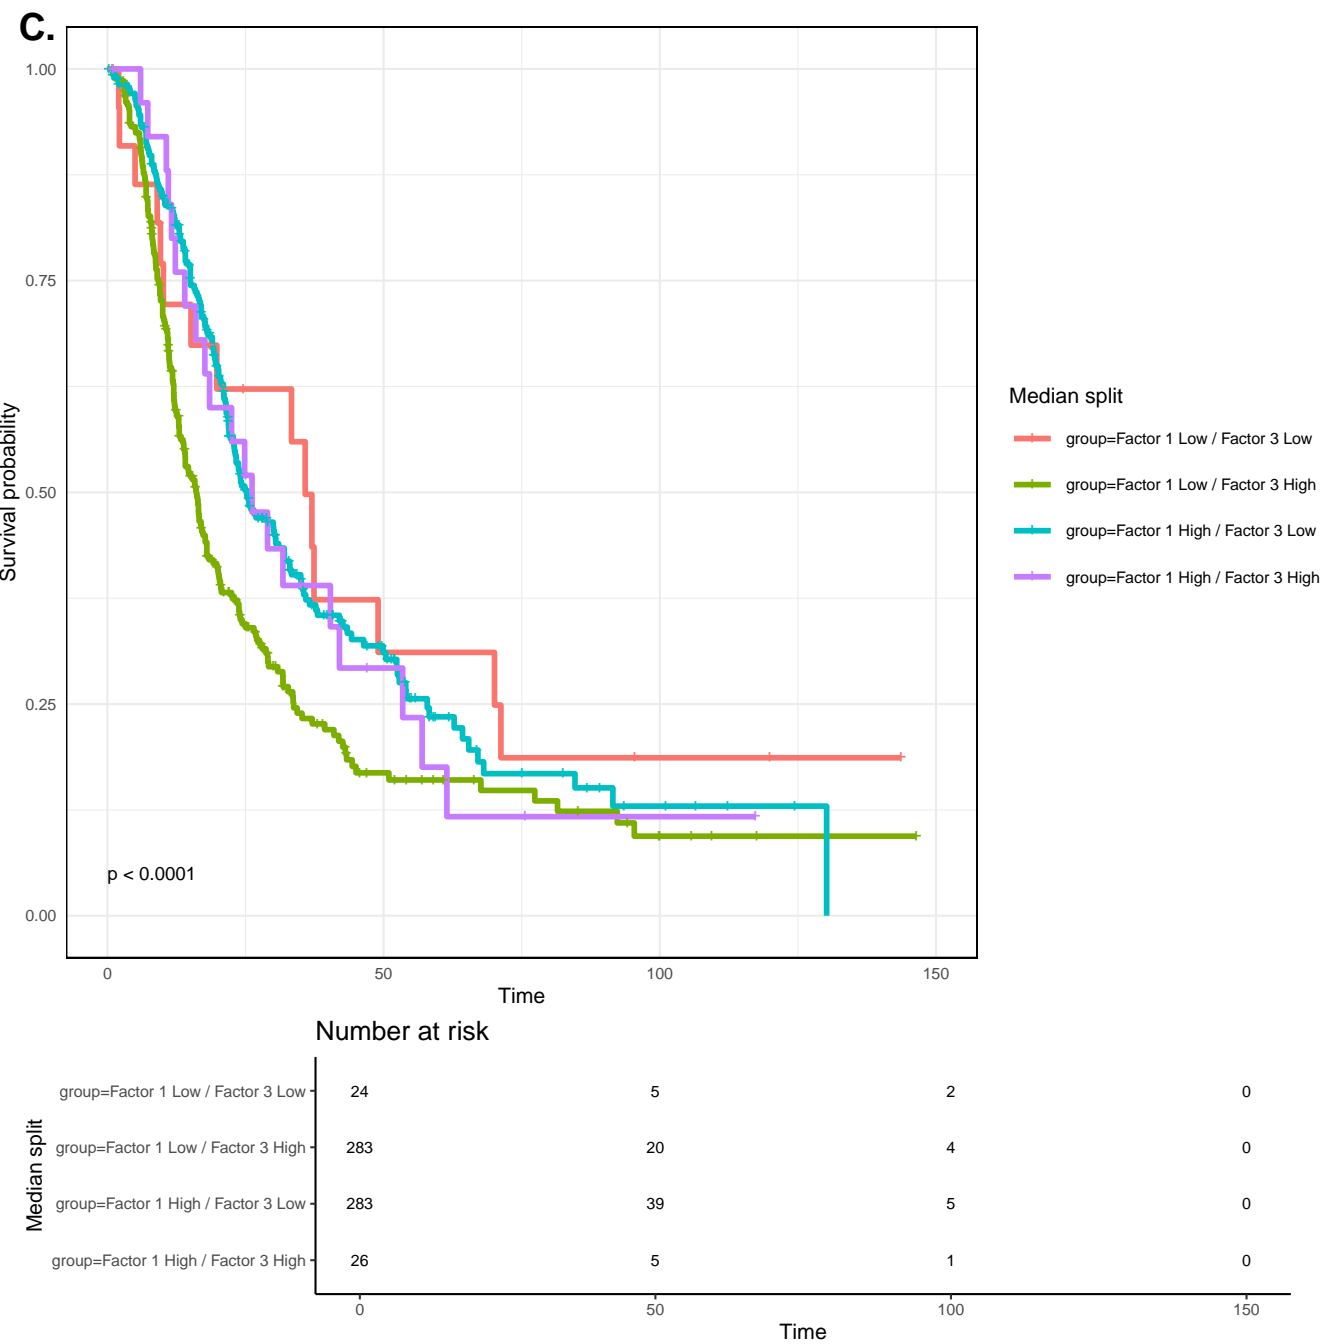 C.
1.00
0.75
0.50
0.25
0.00
Survival probability
p < 0.0001
0 50 100 150
Time
Median split
group=Factor 1 Low / Factor 3 Low
group=Factor 1 Low / Factor 3 High
group=Factor 1 High / Factor 3 Low
group=Factor 1 High / Factor 3 High
Number at risk
Median split
group=Factor 1 Low / Factor 3 Low 24 5 2 0
group=Factor 1 Low / Factor 3 High 283 20 4 0
group=Factor 1 High / Factor 3 Low 283 39 5 0
group=Factor 1 High / Factor 3 High 26 5 1 0
0 50 100 150
Time